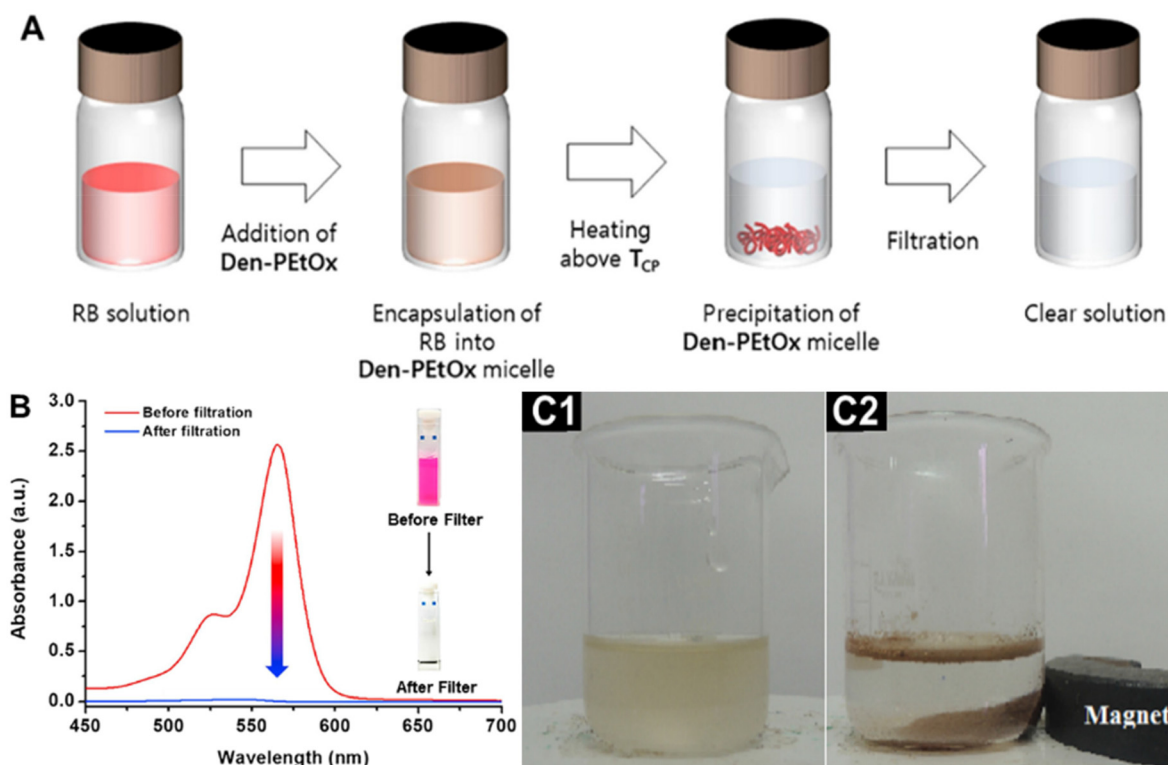 A
Addition of
Den-PEtOx
Heating
above TCP
Filtration
RB solution
Encapsulation of
RB into
Den-PEtOx micelle
Precipitation of
Den-PEtOx micelle
Clear solution
B
3.0
2.5
2.0
1.5
1.0
0.5
0.0
Absorbance (a.u.)
Before filtration
After filtration
Before Filter
After Filter
450 500 550 600 650 700
Wavelength (nm)
C1
C2
Magnet